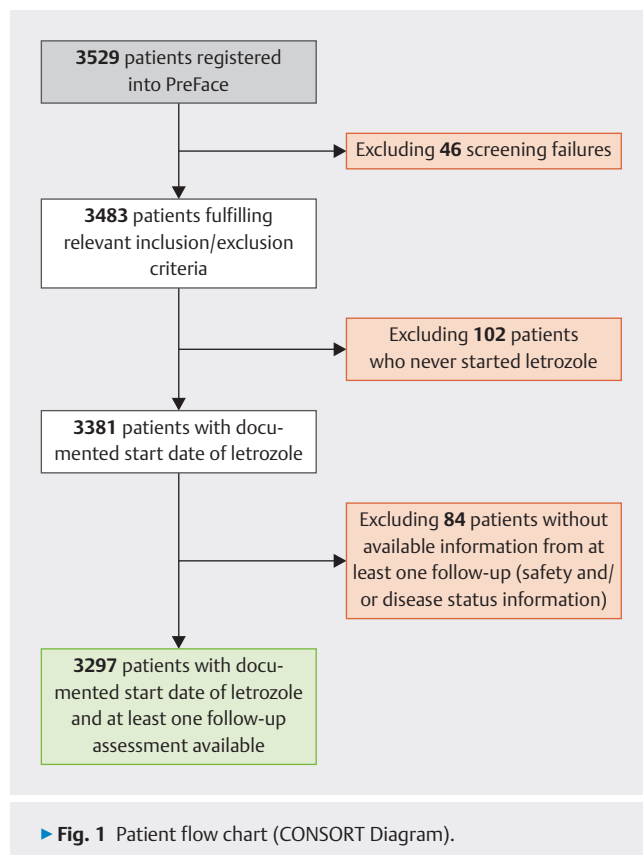 3529 patients registered
into PreFace
Excluding 46 screening failures
3483 patients fulfilling
relevant inclusion/exclusion
criteria
Excluding 102 patients
who never started letrozole
3381 patients with docu-
mented start date of letrozole
Excluding 84 patients without
available information from at
least one follow-up (safety and/
or disease status information)
3297 patients with docu-
mented start date of letrozole
and at least one follow-up
assessment available
▶ Fig. 1 Patient flow chart (CONSORT Diagram).